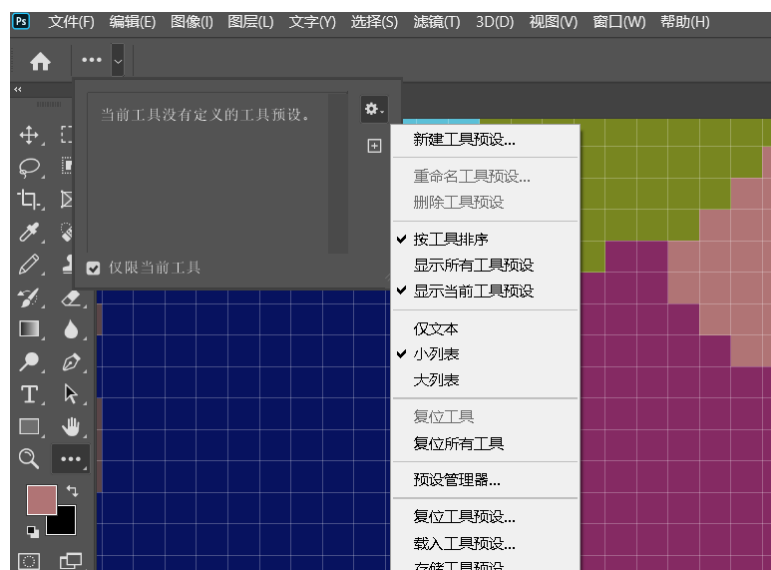 Ps 文件(F) 编辑(E) 图像(I) 图层(L) 文字(Y) 选择(S) 滤镜(T) 3D(D) 视图(V) 窗口(W) 帮助(H)
当前工具没有定义的工具预设。
仅限当前工具
新建工具预设...
重命名工具预设...
删除工具预设
按工具排序
显示所有工具预设
显示当前工具预设
仅文本
小列表
大列表
复位工具
复位所有工具
预设管理器...
复位工具预设...
载入工具预设...
存储工具预设
T